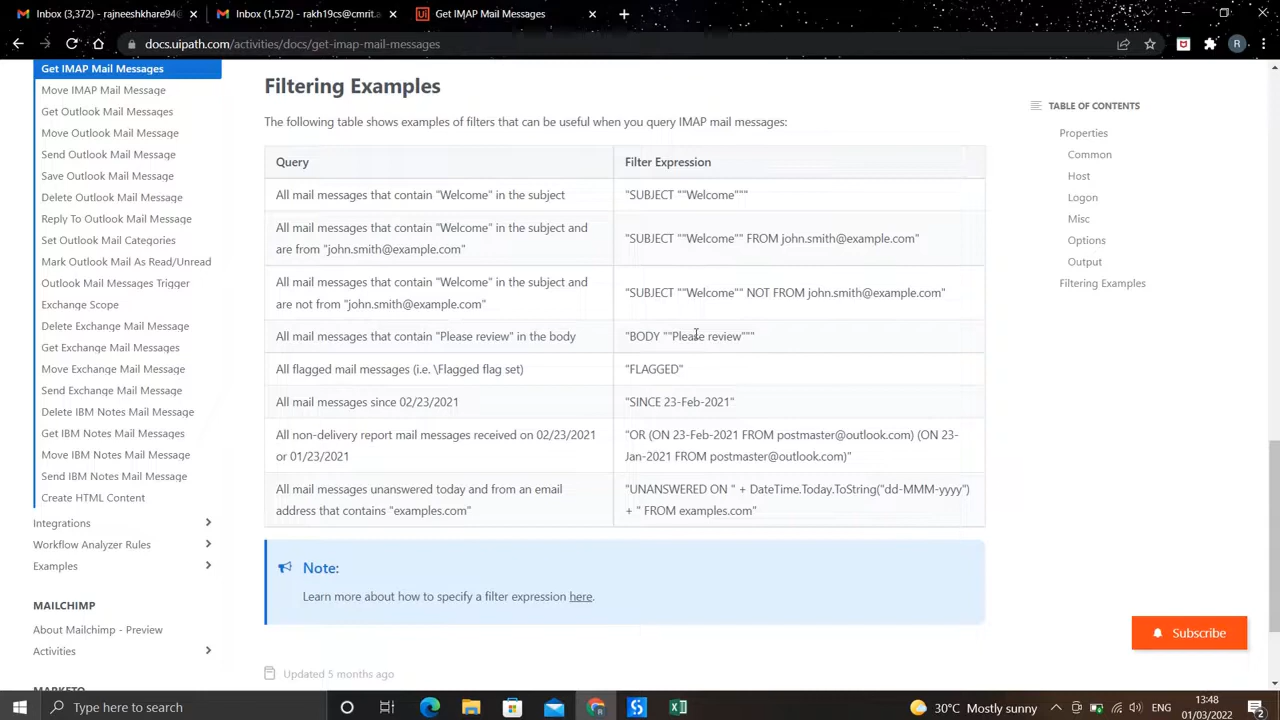 Inbox (3,372) - rajneeshkhare94@
Inbox (1,572) - rakh19cs@cmrit.a
Ui Get IMAP Mail Messages
docs.uipath.com/activities/docs/get-imap-mail-messages
R
Get IMAP Mail Messages
Move IMAP Mail Message
Get Outlook Mail Messages
Move Outlook Mail Message
Send Outlook Mail Message
Save Outlook Mail Message
Delete Outlook Mail Message
Reply To Outlook Mail Message
Set Outlook Mail Categories
Mark Outlook Mail As Read/Unread
Outlook Mail Messages Trigger
Exchange Scope
Delete Exchange Mail Message
Get Exchange Mail Messages
Move Exchange Mail Message
Send Exchange Mail Message
Delete IBM Notes Mail Message
Get IBM Notes Mail Messages
Move IBM Notes Mail Message
Send IBM Notes Mail Message
Create HTML Content
Integrations
Workflow Analyzer Rules
Examples
MAILCHIMP
About Mailchimp - Preview
Activities
MARKETO
Filtering Examples
The following table shows examples of filters that can be useful when you query IMAP mail messages:
Query Filter Expression
All mail messages that contain "Welcome" in the subject "SUBJECT ""Welcome"""
All mail messages that contain "Welcome" in the subject and
are from "john.smith@example.com"
"SUBJECT ""Welcome"" FROM john.smith@example.com"
All mail messages that contain "Welcome" in the subject and
are not from "john.smith@example.com"
"SUBJECT ""Welcome"" NOT FROM john.smith@example.com"
All mail messages that contain "Please review" in the body "BODY ""Please review"""
All flagged mail messages (i.e. \Flagged flag set) "FLAGGED"
All mail messages since 02/23/2021 "SINCE 23-Feb-2021"
All non-delivery report mail messages received on 02/23/2021
or 01/23/2021
"OR (ON 23-Feb-2021 FROM postmaster@outlook.com) (ON 23-
Jan-2021 FROM postmaster@outlook.com)"
All mail messages unanswered today and from an email
address that contains "examples.com"
"UNANSWERED ON " + DateTime.Today.ToString("dd-MMM-yyyy")
+ " FROM examples.com"
Note:
Learn more about how to specify a filter expression here.
Updated 5 months ago
TABLE OF CONTENTS
Properties
Common
Host
Logon
Misc
Options
Output
Filtering Examples
Subscribe
Type here to search
30°C Mostly sunny
ENG
13:48
01/03/2022